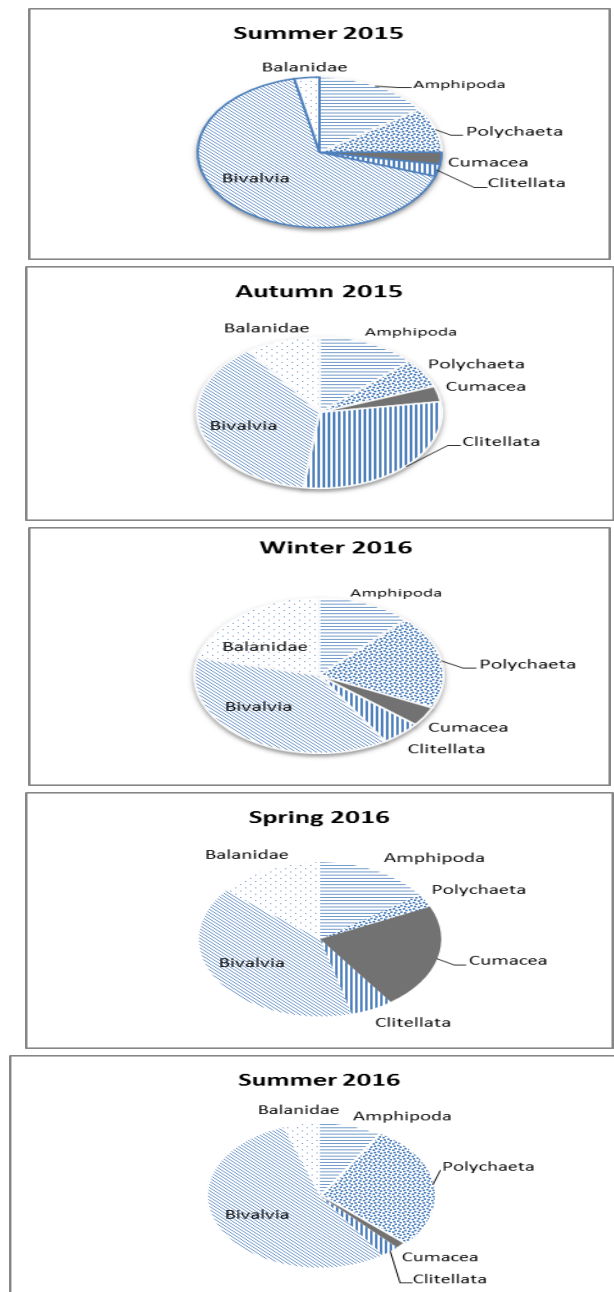 Summer 2015
Balanidae
Amphipoda
Polychaeta
Cumacea
Clitellata
Bivalvia
Autumn 2015
Balanidae
Amphipoda
Polychaeta
Cumacea
Bivalvia
Clitellata
Winter 2016
Amphipoda
Balanidae
Polychaeta
Bivalvia
Cumacea
Clitellata
Spring 2016
Balanidae
Amphipoda
Polychaeta
Bivalvia
Cumacea
Clitellata
Summer 2016
Balanidae
Amphipoda
Polychaeta
Bivalvia
Cumacea
Clitellata